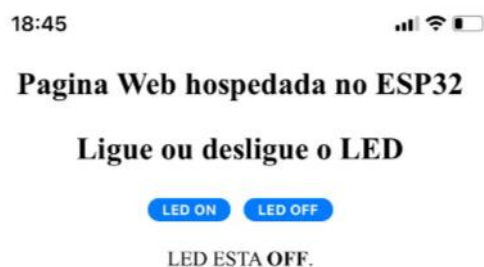 18:45
Pagina Web hospedada no ESP32
Ligue ou desligue o LED
LED ON LED OFF
LED ESTA OFF.